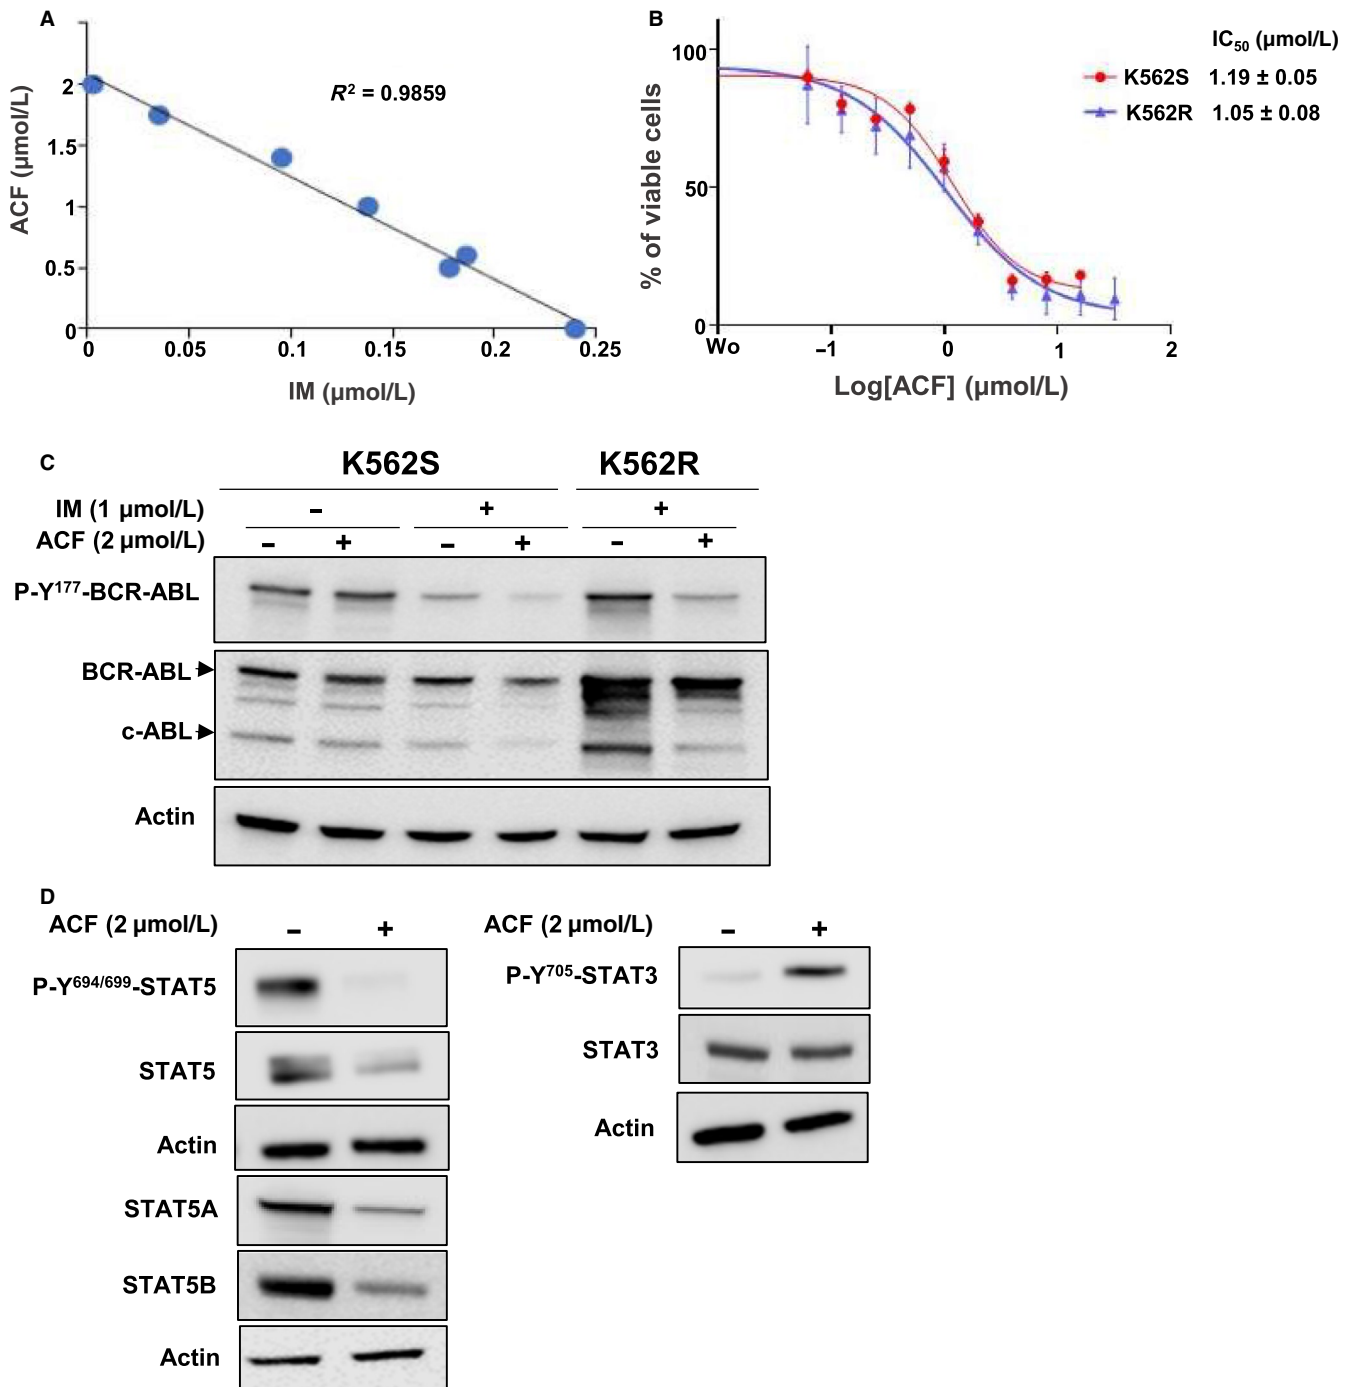 A
ACF (µmol/L)
R² = 0.9859
2
1.5
1
0.5
0
0 0.05 0.1 0.15 0.2 0.25
IM (µmol/L)
B
% of viable cells
100
50
0
Wo –1 0 1 2
Log[ACF] (µmol/L)
IC₅₀ (µmol/L)
K562S 1.19 ± 0.05
K562R 1.05 ± 0.08
C
K562S K562R
IM (1 µmol/L) – + +
ACF (2 µmol/L) – + – + – +
P-Y¹⁷⁷-BCR-ABL
BCR-ABL
c-ABL
Actin
D
ACF (2 µmol/L) – +
P-Y⁶⁹⁴/⁶⁹⁹-STAT5
STAT5
Actin
STAT5A
STAT5B
Actin
ACF (2 µmol/L) – +
P-Y⁷⁰⁵-STAT3
STAT3
Actin